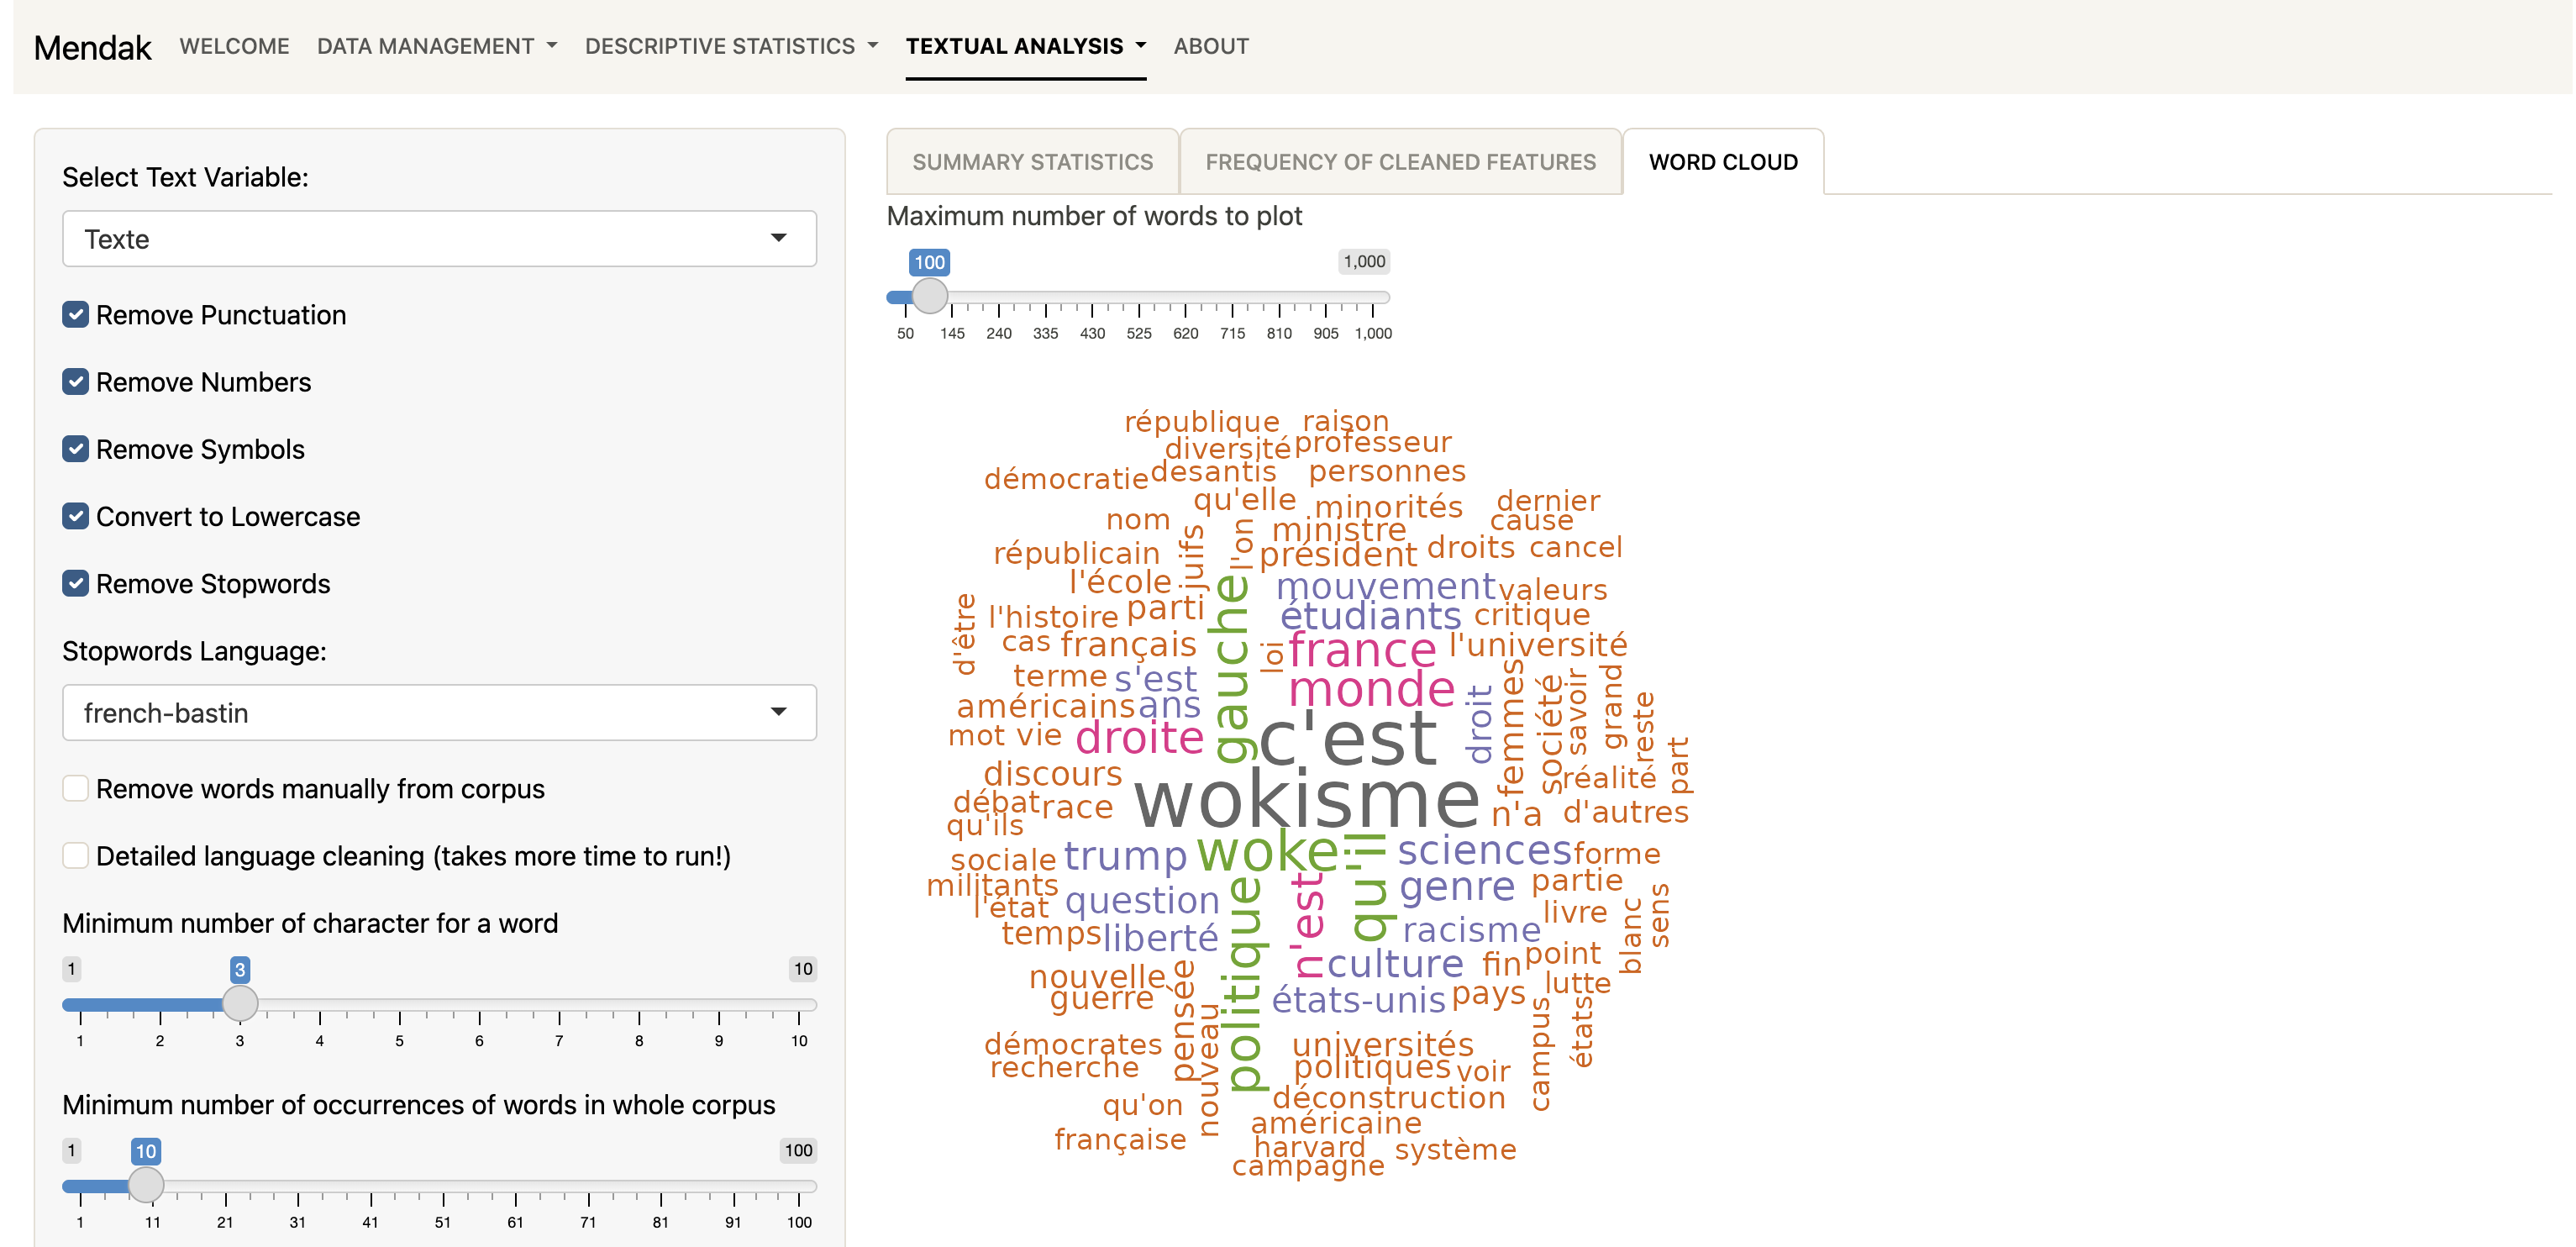 Mendak WELCOME DATA MANAGEMENT DESCRIPTIVE STATISTICS TEXTUAL ANALYSIS ABOUT
Select Text Variable:
Texte
Remove Punctuation
Remove Numbers
Remove Symbols
Convert to Lowercase
Remove Stopwords
Stopwords Language:
french-bastin
Remove words manually from corpus
Detailed language cleaning (takes more time to run!)
Minimum number of character for a word
1 3 10
1 2 3 4 5 6 7 8 9 10
Minimum number of occurrences of words in whole corpus
1 10 100
1 11 21 31 41 51 61 71 81 91 100
SUMMARY STATISTICS FREQUENCY OF CLEANED FEATURES WORD CLOUD
Maximum number of words to plot
100 1,000
50 145 240 335 430 525 620 715 810 905 1,000
république raison
diversité professeur
démocratie desantis personnes
qu'elle minorités dernier
nom juifs l'on ministre cause
républicain président droits cancel
l'école gauche mouvement valeurs
d'être l'histoire parti étudiants critique
cas français loi france l'université
terme s'est monde droit femmes société savoir grand reste
américains ans
mot vie droite c'est part
discours réalité
débat race wokisme n'a d'autres
qu'ils
sociale trump woke qu'il sciences forme
militants genre partie
l'état question politique n'est livre blanc sens
temps liberté racisme
nouvelle pensée culture fin point
guerre nouveau états-unis pays lutte
campus états
démocrates universités
recherche politiques voir
qu'on déconstruction
française américaine
harvard système
campagne